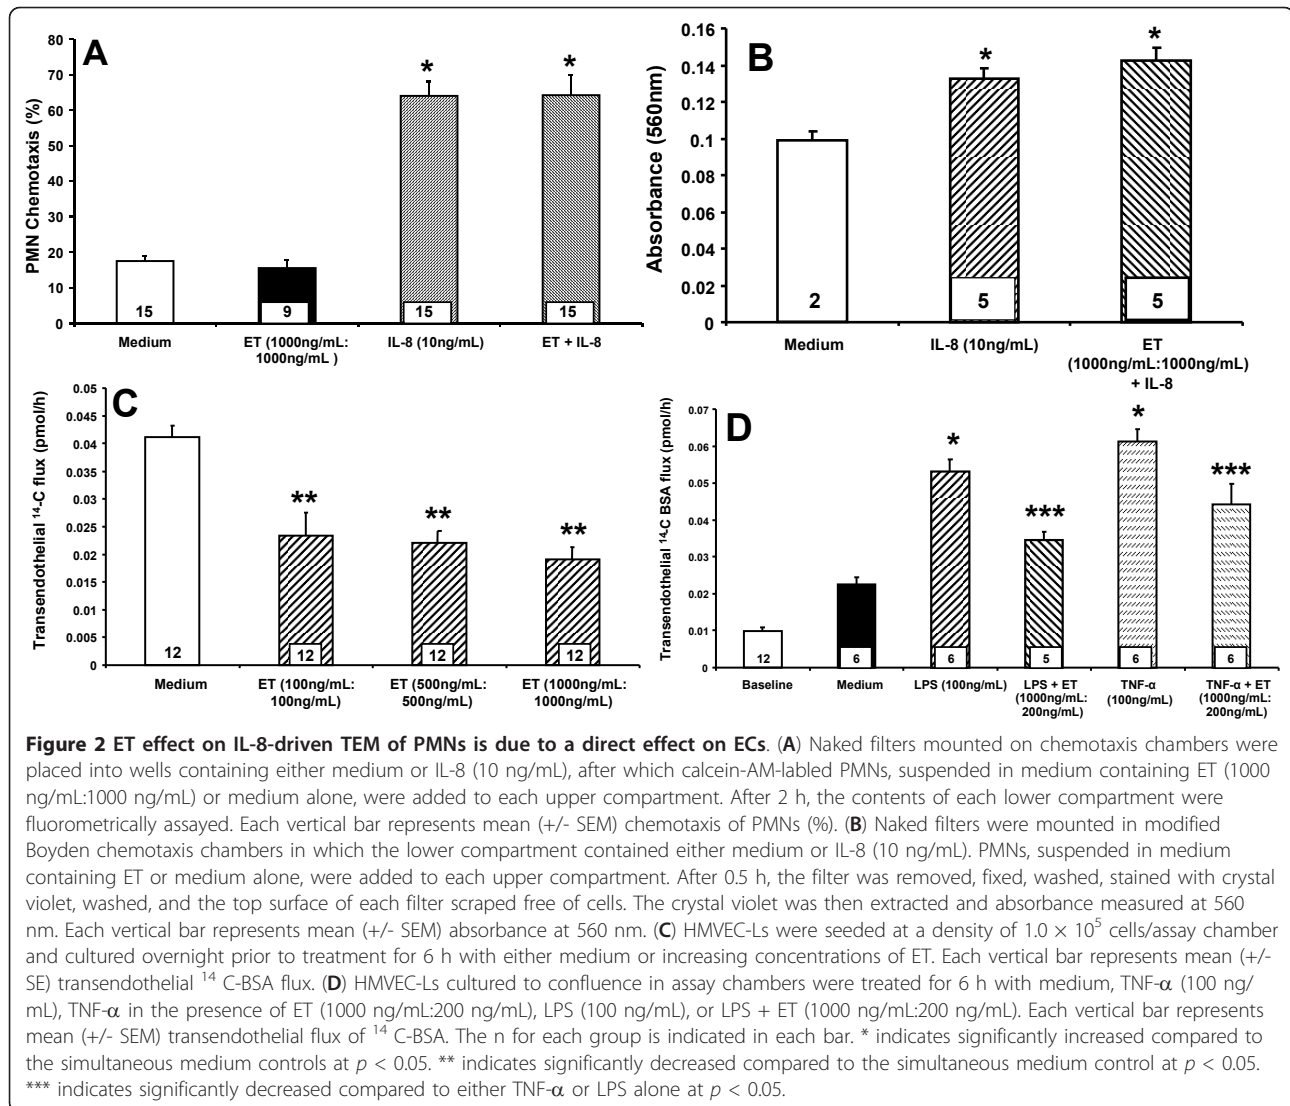 A
PMN Chemotaxis (%)
80
70
60
50
40
30
20
10
0
*
*
15
9
15
15
Medium
ET (1000ng/mL:
1000ng/mL )
IL-8 (10ng/mL)
ET + IL-8
B
Absorbance (560nm)
0.16
0.14
0.12
0.1
0.08
0.06
0.04
0.02
0
*
*
2
5
5
Medium
IL-8 (10ng/mL)
ET
(1000ng/mL:1000ng/mL)
+ IL-8
C
Transendothelial ¹⁴-C flux (pmol/h)
0.05
0.045
0.04
0.035
0.03
0.025
0.02
0.015
0.01
0.005
0
**
**
**
12
12
12
12
Medium
ET (100ng/mL:
100ng/mL)
ET (500ng/mL:
500ng/mL)
ET (1000ng/mL:
1000ng/mL)
D
Transendothelial ¹⁴-C BSA flux (pmol/h)
0.07
0.06
0.05
0.04
0.03
0.02
0.01
0
*
***
*
***
12
6
6
5
6
6
Baseline
Medium
LPS (100ng/mL)
LPS + ET
(1000ng/mL:
200ng/mL)
TNF-α
(100ng/mL)
TNF-α + ET
(1000ng/mL:
200ng/mL)
Figure 2 ET effect on IL-8-driven TEM of PMNs is due to a direct effect on ECs. (A) Naked filters mounted on chemotaxis chambers were
placed into wells containing either medium or IL-8 (10 ng/mL), after which calcein-AM-labled PMNs, suspended in medium containing ET (1000
ng/mL:1000 ng/mL) or medium alone, were added to each upper compartment. After 2 h, the contents of each lower compartment were
fluorometrically assayed. Each vertical bar represents mean (+/- SEM) chemotaxis of PMNs (%). (B) Naked filters were mounted in modified
Boyden chemotaxis chambers in which the lower compartment contained either medium or IL-8 (10 ng/mL). PMNs, suspended in medium
containing ET or medium alone, were added to each upper compartment. After 0.5 h, the filter was removed, fixed, washed, stained with crystal
violet, washed, and the top surface of each filter scraped free of cells. The crystal violet was then extracted and absorbance measured at 560
nm. Each vertical bar represents mean (+/- SEM) absorbance at 560 nm. (C) HMVEC-Ls were seeded at a density of 1.0 × 10⁵ cells/assay chamber
and cultured overnight prior to treatment for 6 h with either medium or increasing concentrations of ET. Each vertical bar represents mean (+/-
SE) transendothelial ¹⁴ C-BSA flux. (D) HMVEC-Ls cultured to confluence in assay chambers were treated for 6 h with medium, TNF-α (100 ng/
mL), TNF-α in the presence of ET (1000 ng/mL:200 ng/mL), LPS (100 ng/mL), or LPS + ET (1000 ng/mL:200 ng/mL). Each vertical bar represents
mean (+/- SEM) transendothelial flux of ¹⁴ C-BSA. The n for each group is indicated in each bar. * indicates significantly increased compared to
the simultaneous medium controls at p < 0.05. ** indicates significantly decreased compared to the simultaneous medium control at p < 0.05.
*** indicates significantly decreased compared to either TNF-α or LPS alone at p < 0.05.